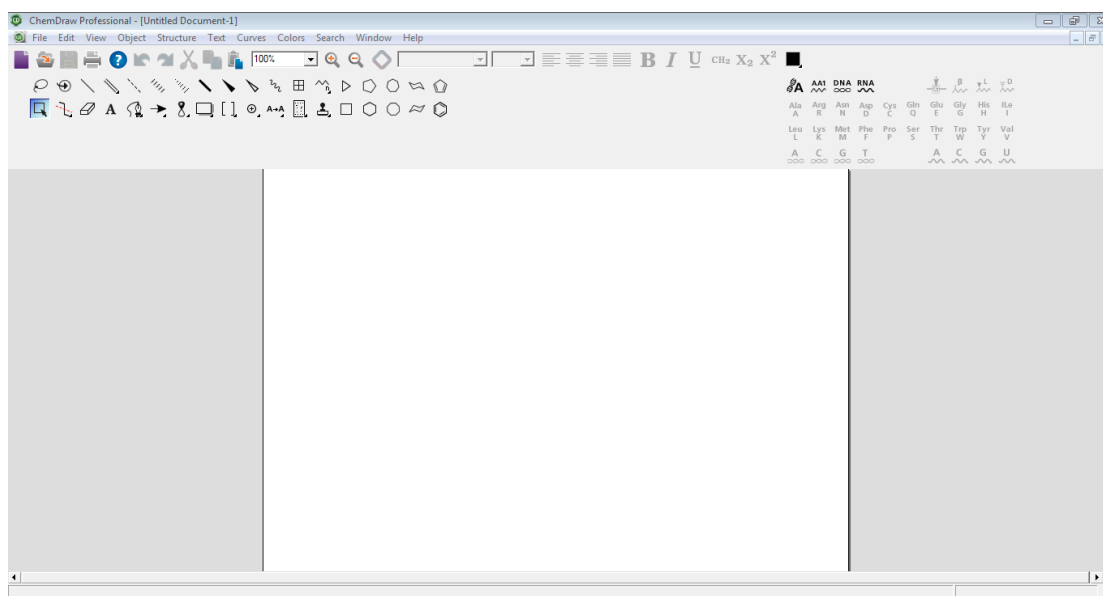 ChemDraw Professional - [Untitled Document-1]
File Edit View Object Structure Text Curves Colors Search Window Help
100% B I U CH₂ X₂ X²
A AA1 DNA RNA β L D
Ala Arg Asn Asp Cys Gln Glu Gly His ILe
A R N D C Q E G H I
A A→A
Leu Lys Met Phe Pro Ser Thr Trp Tyr Val
L K M F P S T W Y V
A C G T A C G U